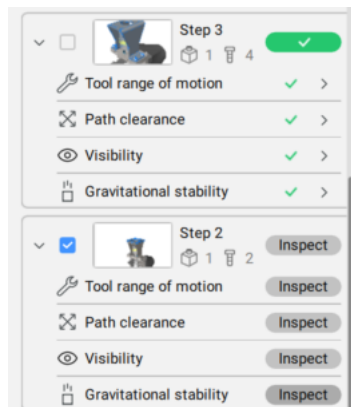 Step 3
1 4
Tool range of motion
Path clearance
Visibility
Gravitational stability
Step 2
1 2
Inspect
Tool range of motion Inspect
Path clearance Inspect
Visibility Inspect
Gravitational stability Inspect